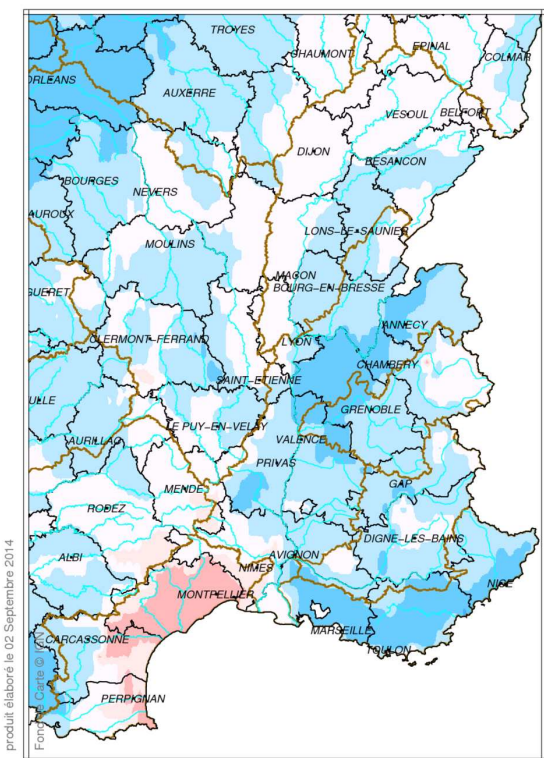 TROYES
CHAUMONT
EPINAL
COLMAR
ORLEANS
AUXERRE
VESOUL
BELFORT
DIJON
BESANCON
BOURGES
NEVERS
AUROUX
LONS-LE-SAUNIER
MOULINS
MACON
BOURG-EN-BRESSE
GUERET
ANNECY
CLERMONT-FERRAND
LYON
CHAMBERY
SAINT-ETIENNE
ULLE
GRENOBLE
LE PUY-EN-VELAY
AURILLAC
VALENCE
PRIVAS
GAP
MENDE
RODEZ
DIGNE-LES-BAINS
ALBI
AVIGNON
NIMES
NICE
MONTPELLIER
MARSEILLE
CARCASSONNE
TOULON
PERPIGNAN
produit élaboré le 02 Septembre 2014
Fond de Carte © IGN